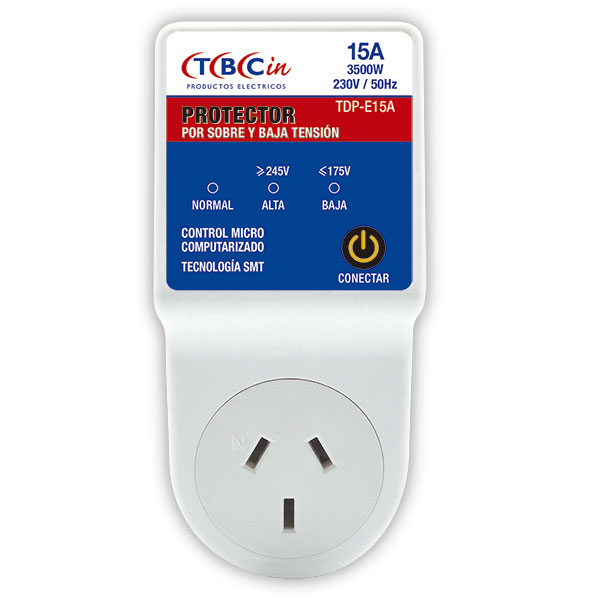 CTBCin
PRODUCTOS ELECTRICOS
15A
3500W
230V / 50Hz
TDP-E15A
PROTECTOR
POR SOBRE Y BAJA TENSIÓN
≥245V
≤175V
NORMAL
ALTA
BAJA
CONTROL MICRO
COMPUTARIZADO
TECNOLOGÍA SMT
CONECTAR
N